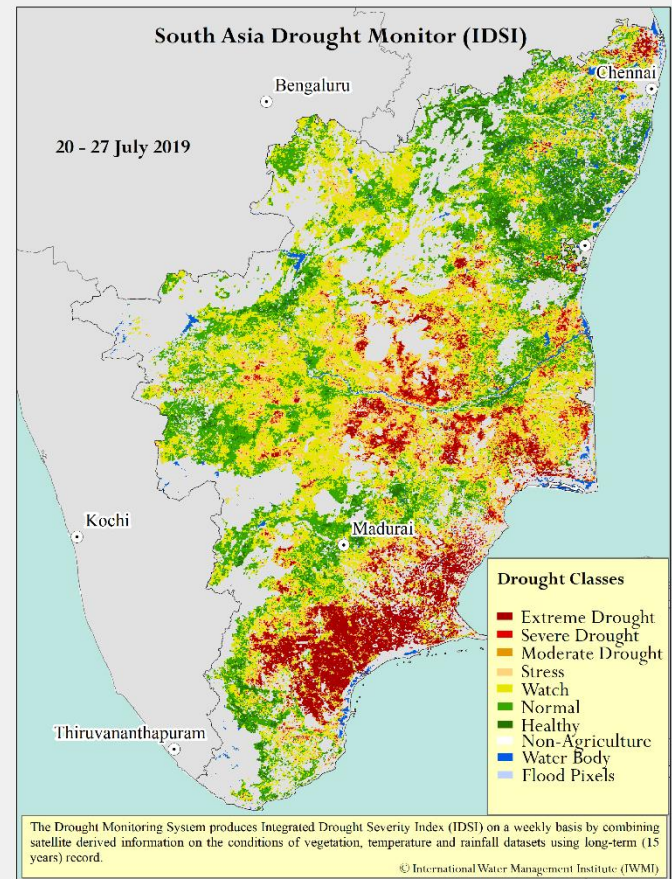 South Asia Drought Monitor (IDSI)
Chennai
Bengaluru
20 - 27 July 2019
Kochi
Madurai
Drought Classes
Extreme Drought
Severe Drought
Moderate Drought
Stress
Watch
Normal
Healthy
Non-Agriculture
Water Body
Flood Pixels
Thiruvananthapuram
The Drought Monitoring System produces Integrated Drought Severity Index (IDSI) on a weekly basis by combining
satellite derived information on the conditions of vegetation, temperature and rainfall datasets using long-term (15
years) record.
© International Water Management Institute (IWMI)